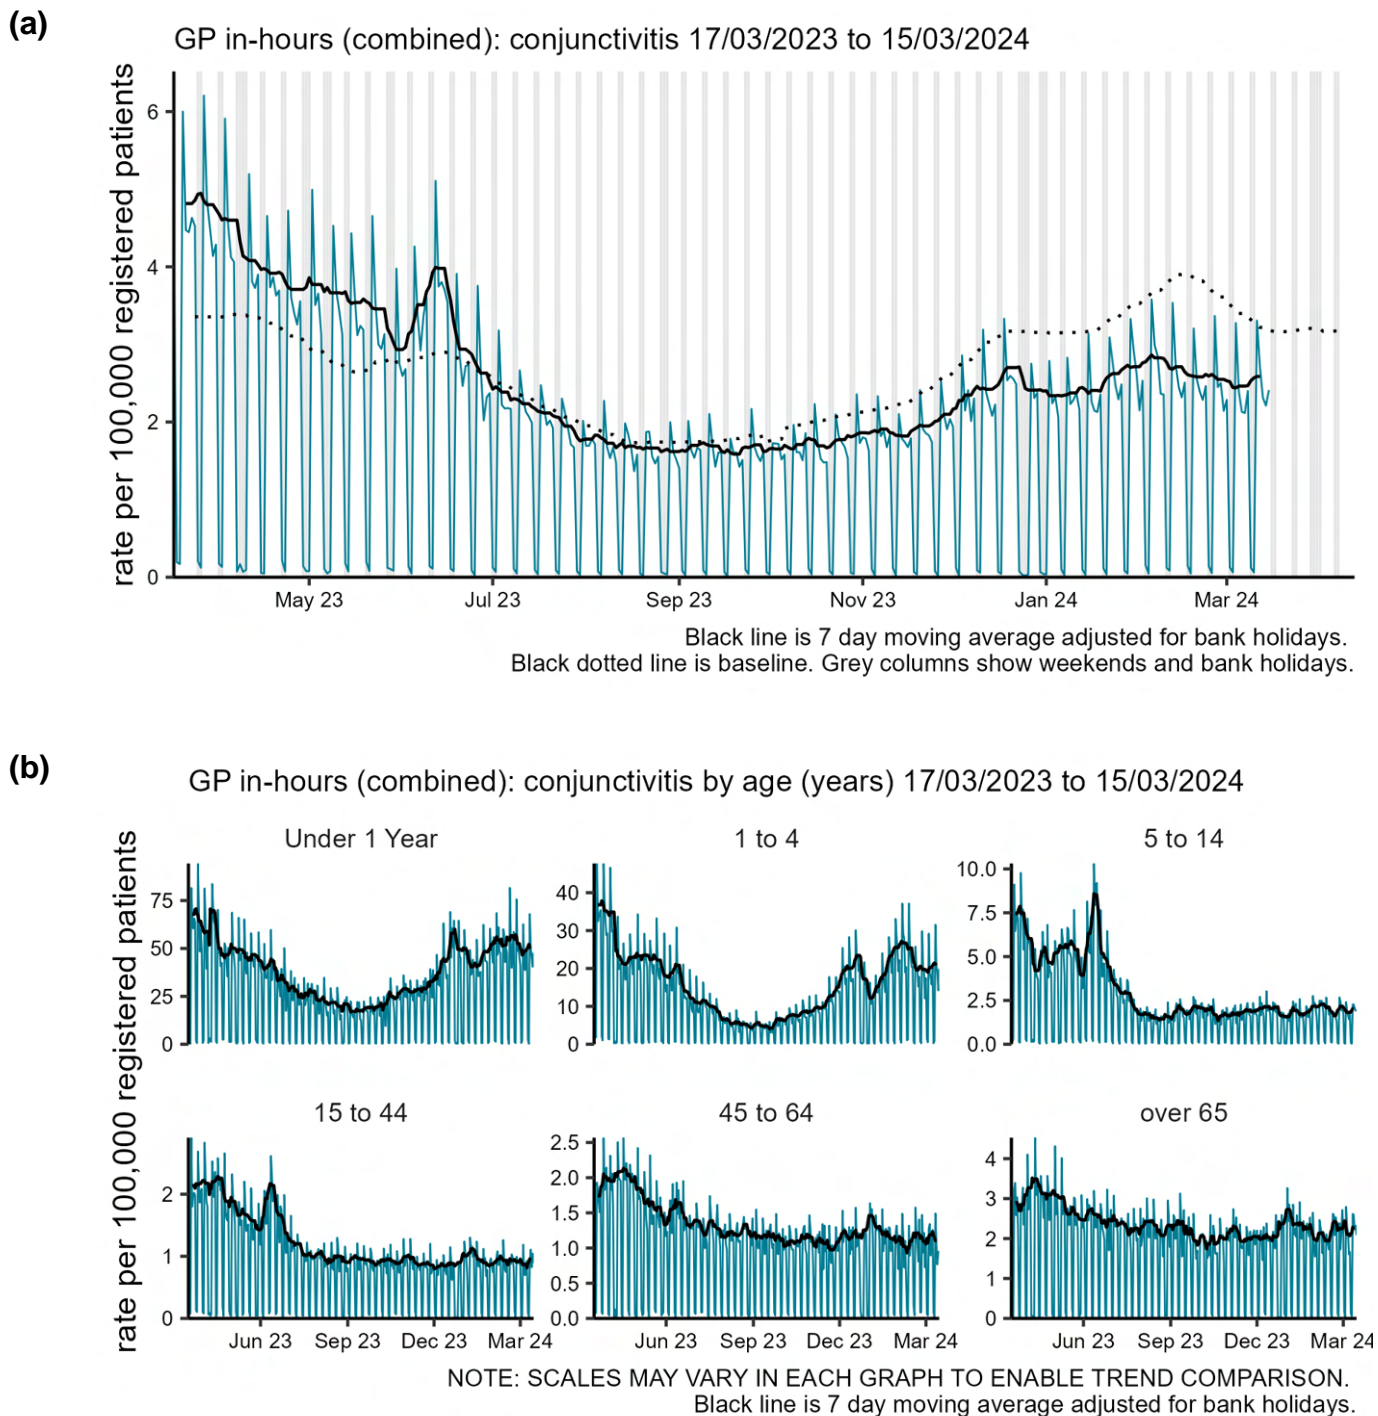 (a)
GP in-hours (combined): conjunctivitis 17/03/2023 to 15/03/2024
rate per 100,000 registered patients
6
4
2
0
May 23 Jul 23 Sep 23 Nov 23 Jan 24 Mar 24
Black line is 7 day moving average adjusted for bank holidays.
Black dotted line is baseline. Grey columns show weekends and bank holidays.
(b)
GP in-hours (combined): conjunctivitis by age (years) 17/03/2023 to 15/03/2024
rate per 100,000 registered patients
Under 1 Year
75
50
25
0
1 to 4
40
30
20
10
0
5 to 14
10.0
7.5
5.0
2.5
0.0
15 to 44
2
1
0
Jun 23 Sep 23 Dec 23 Mar 24
45 to 64
2.5
2.0
1.5
1.0
0.5
0.0
Jun 23 Sep 23 Dec 23 Mar 24
over 65
4
3
2
1
0
Jun 23 Sep 23 Dec 23 Mar 24
NOTE: SCALES MAY VARY IN EACH GRAPH TO ENABLE TREND COMPARISON.
Black line is 7 day moving average adjusted for bank holidays.